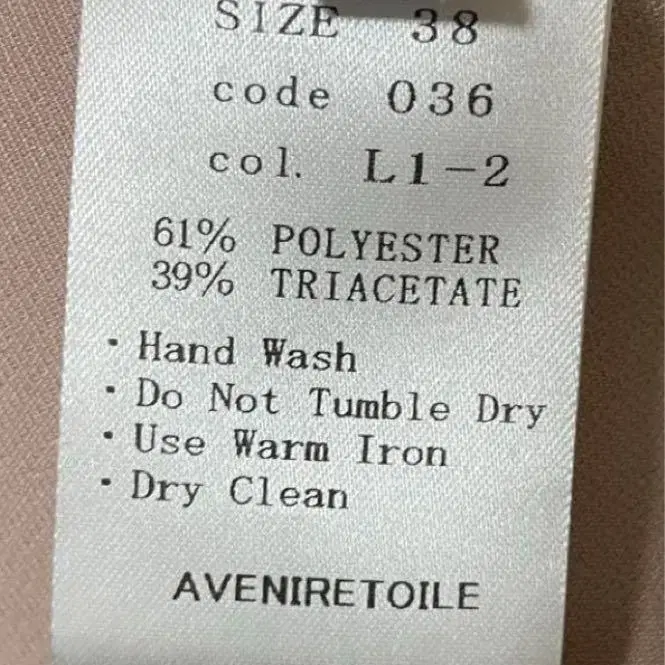 SIZE 38
code 036
col. L1-2
61% POLYESTER
39% TRIACETATE
・Hand Wash
・Do Not Tumble Dry
・Use Warm Iron
・Dry Clean
AVENIRETOILE